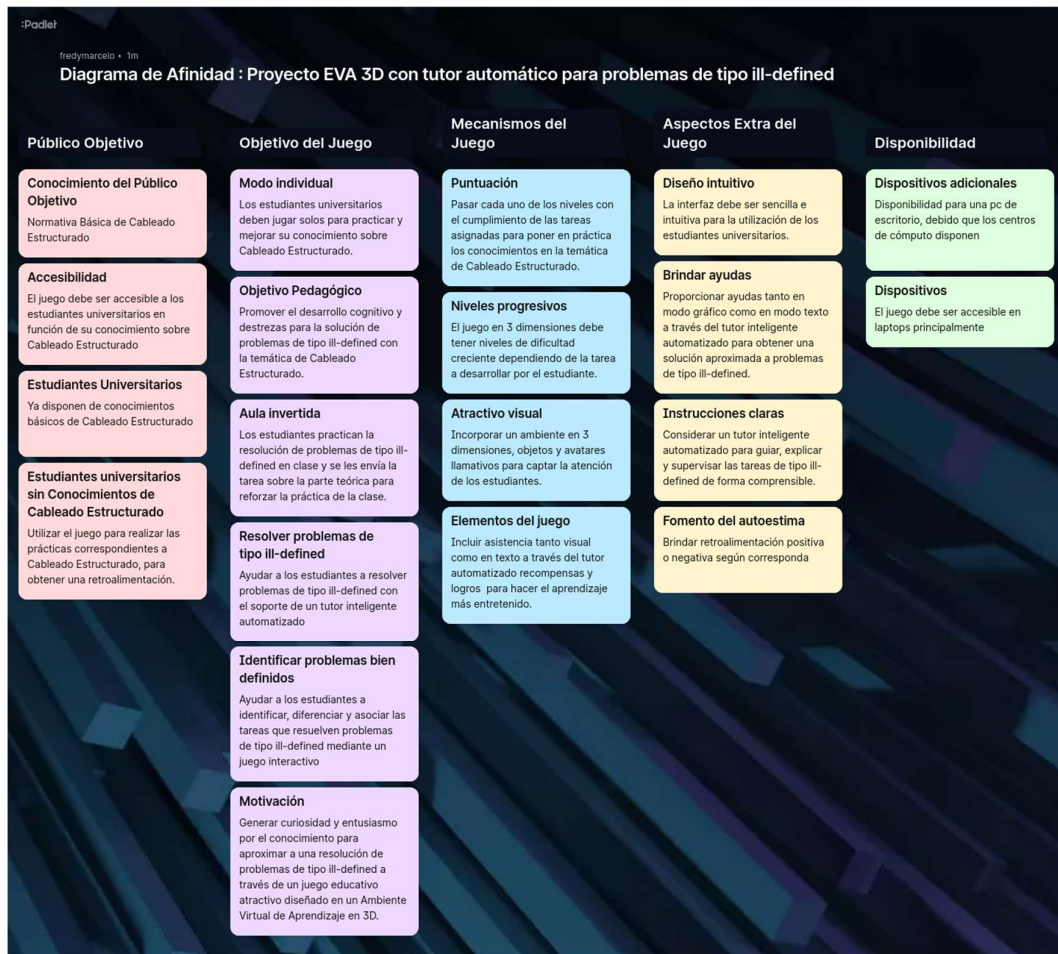 :Padlet
fredymarcelo • 1m
Diagrama de Afinidad : Proyecto EVA 3D con tutor automático para problemas de tipo ill-defined
Público Objetivo
Conocimiento del Público
Objetivo
Normativa Básica de Cableado
Estructurado
Accesibilidad
El juego debe ser accesible a los
estudiantes universitarios en
función de su conocimiento sobre
Cableado Estructurado
Estudiantes Universitarios
Ya disponen de conocimientos
básicos de Cableado Estructurado
Estudiantes universitarios
sin Conocimientos de
Cableado Estructurado
Utilizar el juego para realizar las
prácticas correspondientes a
Cableado Estructurado, para
obtener una retroalimentación.
Objetivo del Juego
Modo individual
Los estudiantes universitarios
deben jugar solos para practicar y
mejorar su conocimiento sobre
Cableado Estructurado.
Objetivo Pedagógico
Promover el desarrollo cognitivo y
destrezas para la solución de
problemas de tipo ill-defined con
la temática de Cableado
Estructurado.
Aula invertida
Los estudiantes practican la
resolución de problemas de tipo ill-
defined en clase y se les envía la
tarea sobre la parte teórica para
reforzar la práctica de la clase.
Resolver problemas de
tipo ill-defined
Ayudar a los estudiantes a resolver
problemas de tipo ill-defined con
el soporte de un tutor inteligente
automatizado
Identificar problemas bien
definidos
Ayudar a los estudiantes a
identificar, diferenciar y asociar las
tareas que resuelven problemas
de tipo ill-defined mediante un
juego interactivo
Motivación
Generar curiosidad y entusiasmo
por el conocimiento para
aproximar a una resolución de
problemas de tipo ill-defined a
través de un juego educativo
atractivo diseñado en un Ambiente
Virtual de Aprendizaje en 3D.
Mecanismos del
Juego
Puntuación
Pasar cada uno de los niveles con
el cumplimiento de las tareas
asignadas para poner en práctica
los conocimientos en la temática
de Cableado Estructurado.
Niveles progresivos
El juego en 3 dimensiones debe
tener niveles de dificultad
creciente dependiendo de la tarea
a desarrollar por el estudiante.
Atractivo visual
Incorporar un ambiente en 3
dimensiones, objetos y avatares
llamativos para captar la atención
de los estudiantes.
Elementos del juego
Incluir asistencia tanto visual
como en texto a través del tutor
automatizado recompensas y
logros para hacer el aprendizaje
más entretenido.
Aspectos Extra del
Juego
Diseño intuitivo
La interfaz debe ser sencilla e
intuitiva para la utilización de los
estudiantes universitarios.
Brindar ayudas
Proporcionar ayudas tanto en
modo gráfico como en modo texto
a través del tutor inteligente
automatizado para obtener una
solución aproximada a problemas
de tipo ill-defined.
Instrucciones claras
Considerar un tutor inteligente
automatizado para guiar, explicar
y supervisar las tareas de tipo ill-
defined de forma comprensible.
Fomento del autoestima
Brindar retroalimentación positiva
o negativa según corresponda
Disponibilidad
Dispositivos adicionales
Disponibilidad para una pc de
escritorio, debido que los centros
de cómputo disponen
Dispositivos
El juego debe ser accesible en
laptops principalmente